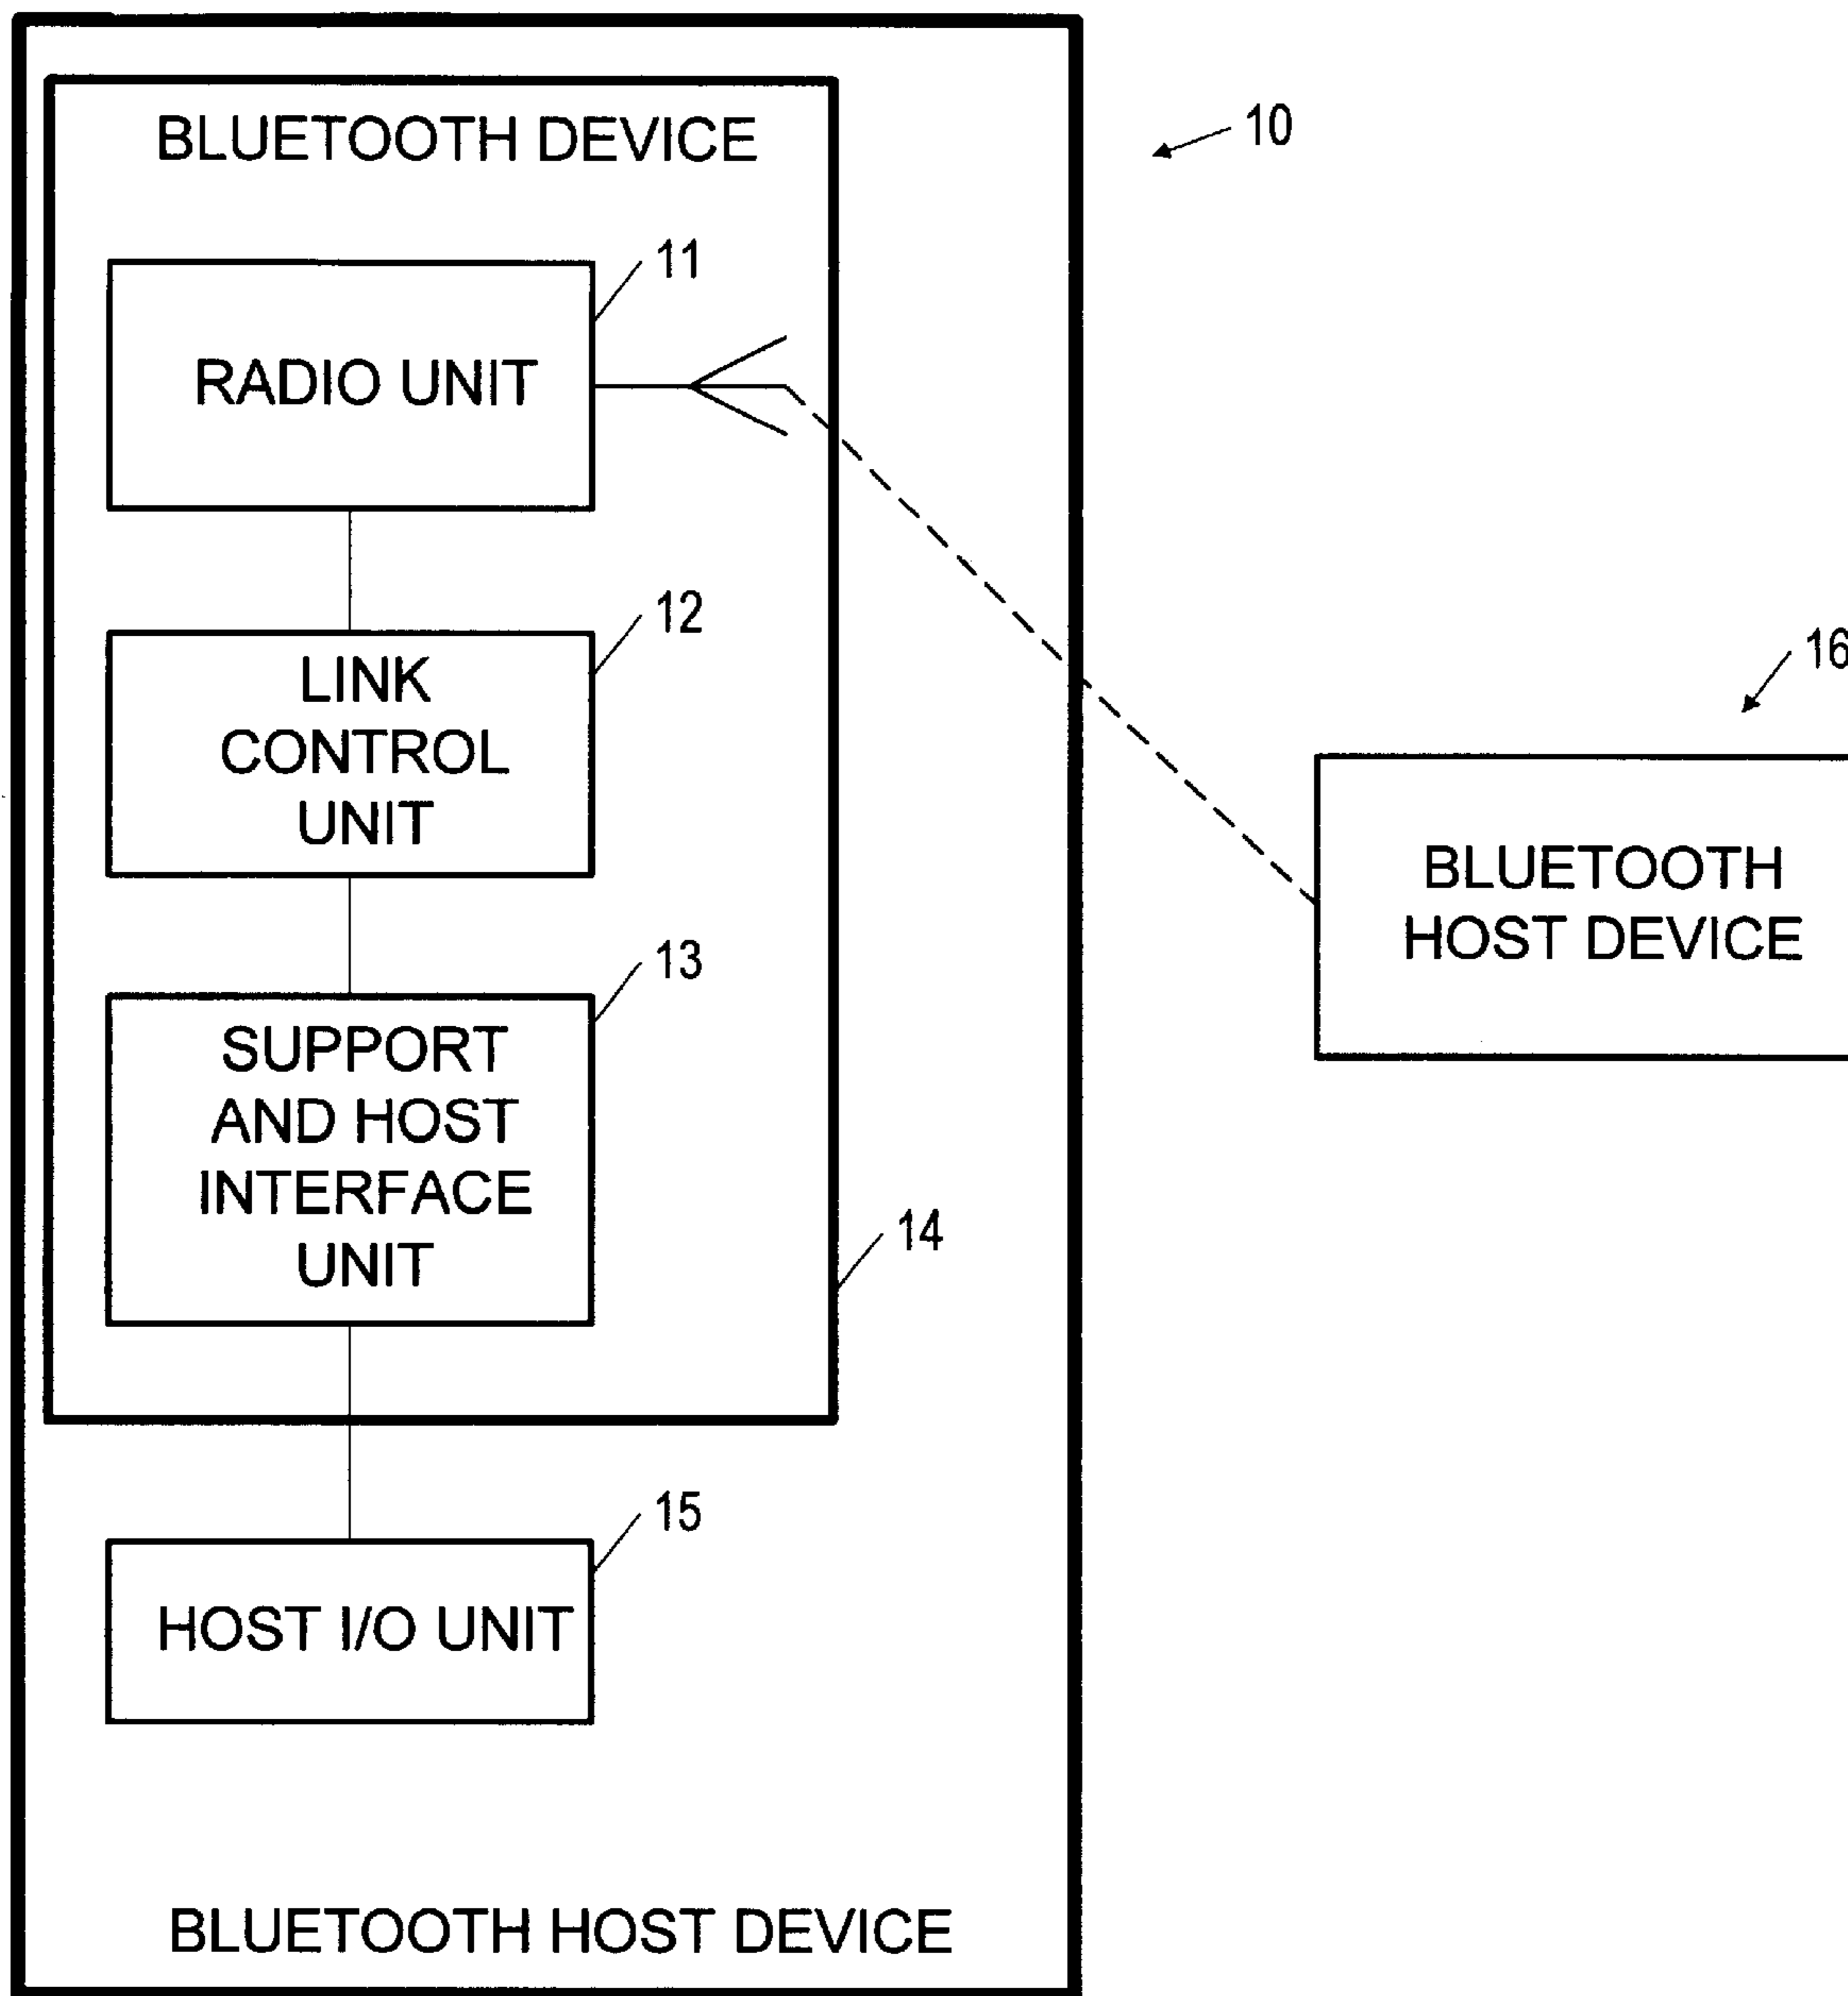 BLUETOOTH DEVICE
10
11
RADIO UNIT
12
LINK
CONTROL
UNIT
16
BLUETOOTH
HOST DEVICE
13
SUPPORT
AND HOST
INTERFACE
UNIT
14
15
HOST I/O UNIT
BLUETOOTH HOST DEVICE